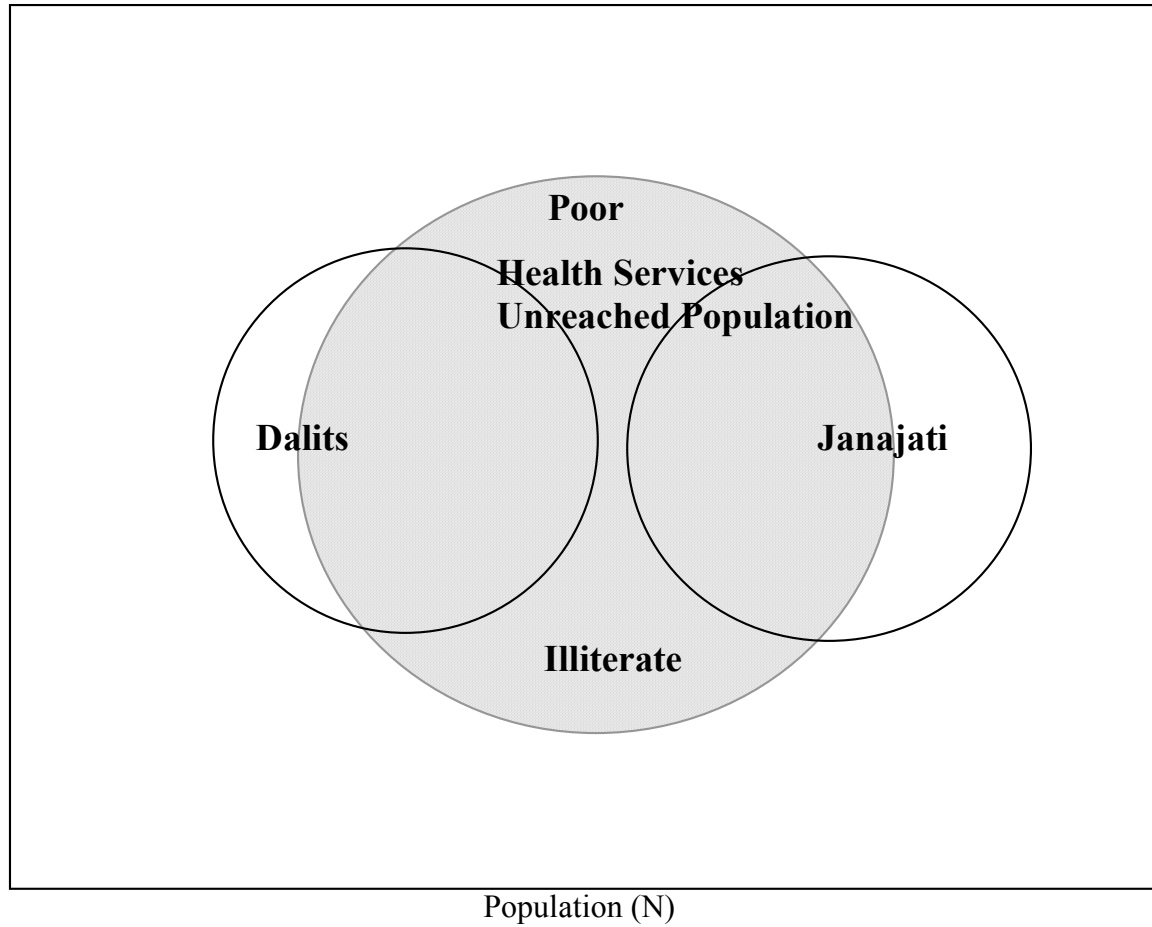 Poor
Health Services
Unreached Population
Dalits
Janajati
Illiterate
Population (N)